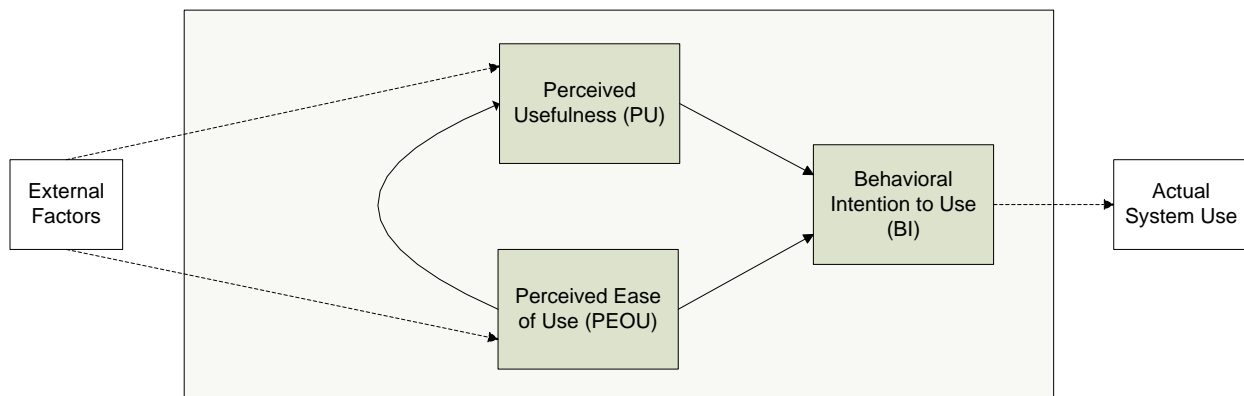 External
Factors
Perceived
Usefulness (PU)
Perceived Ease
of Use (PEOU)
Behavioral
Intention to Use
(BI)
Actual
System Use